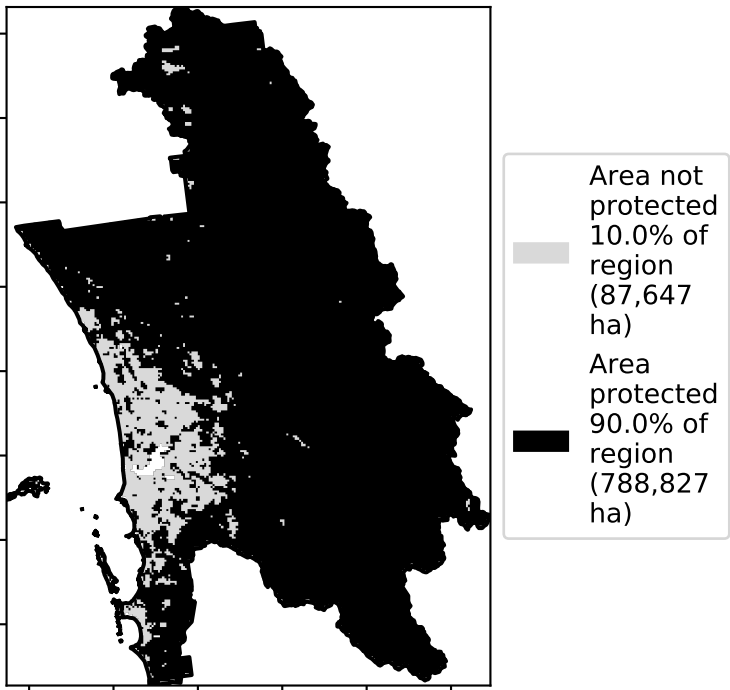 Area not
protected
10.0% of
region
(87,647
ha)
Area
protected
90.0% of
region
(788,827
ha)